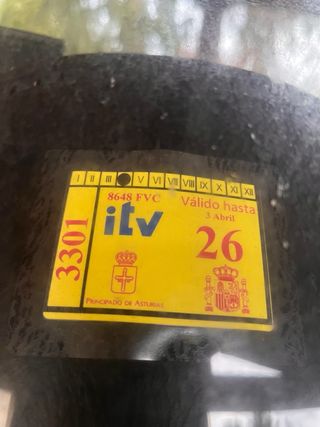 I II III V VI VII VIII IX X XI XII
8648 FVC
Válido hasta
3 Abril
itv
26
3301
PRINCIPADO DE ASTURIAS